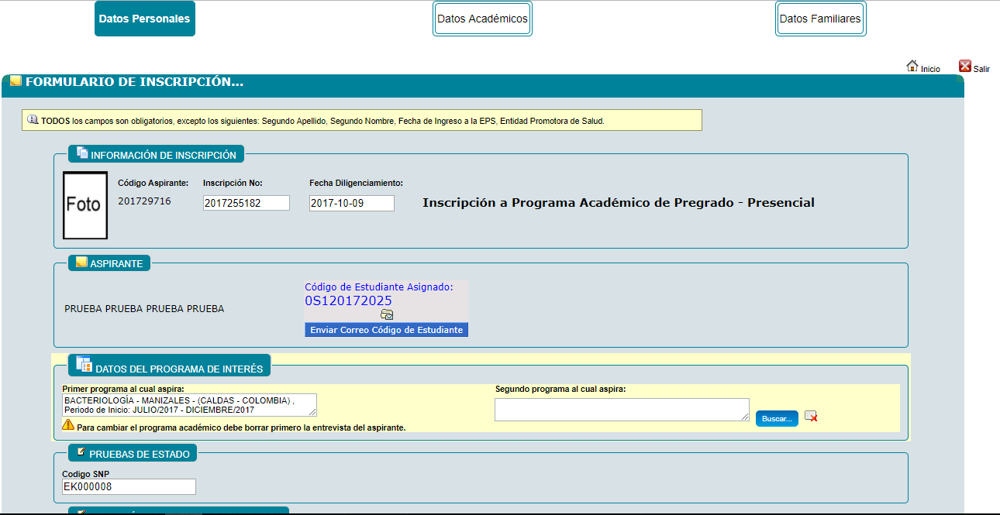 Datos Personales
Datos Académicos
Datos Familiares
Inicio
Salir
FORMULARIO DE INSCRIPCIÓN...
TODOS los campos son obligatorios, excepto los siguientes: Segundo Apellido, Segundo Nombre, Fecha de Ingreso a la EPS, Entidad Promotora de Salud.
INFORMACIÓN DE INSCRIPCIÓN
Foto
Código Aspirante:
201729716
Inscripción No:
2017255182
Fecha Diligenciamiento:
2017-10-09
Inscripción a Programa Académico de Pregrado - Presencial
ASPIRANTE
PRUEBA PRUEBA PRUEBA PRUEBA
Código de Estudiante Asignado:
0S120172025
Enviar Correo Código de Estudiante
DATOS DEL PROGRAMA DE INTERÉS
Primer programa al cual aspira:
BACTERIOLOGÍA - MANIZALES - (CALDAS - COLOMBIA) ,
Periodo de Inicio: JULIO/2017 - DICIEMBRE/2017
Para cambiar el programa académico debe borrar primero la entrevista del aspirante.
Segundo programa al cual aspira:
Buscar...
PRUEBAS DE ESTADO
Codigo SNP
EK000008